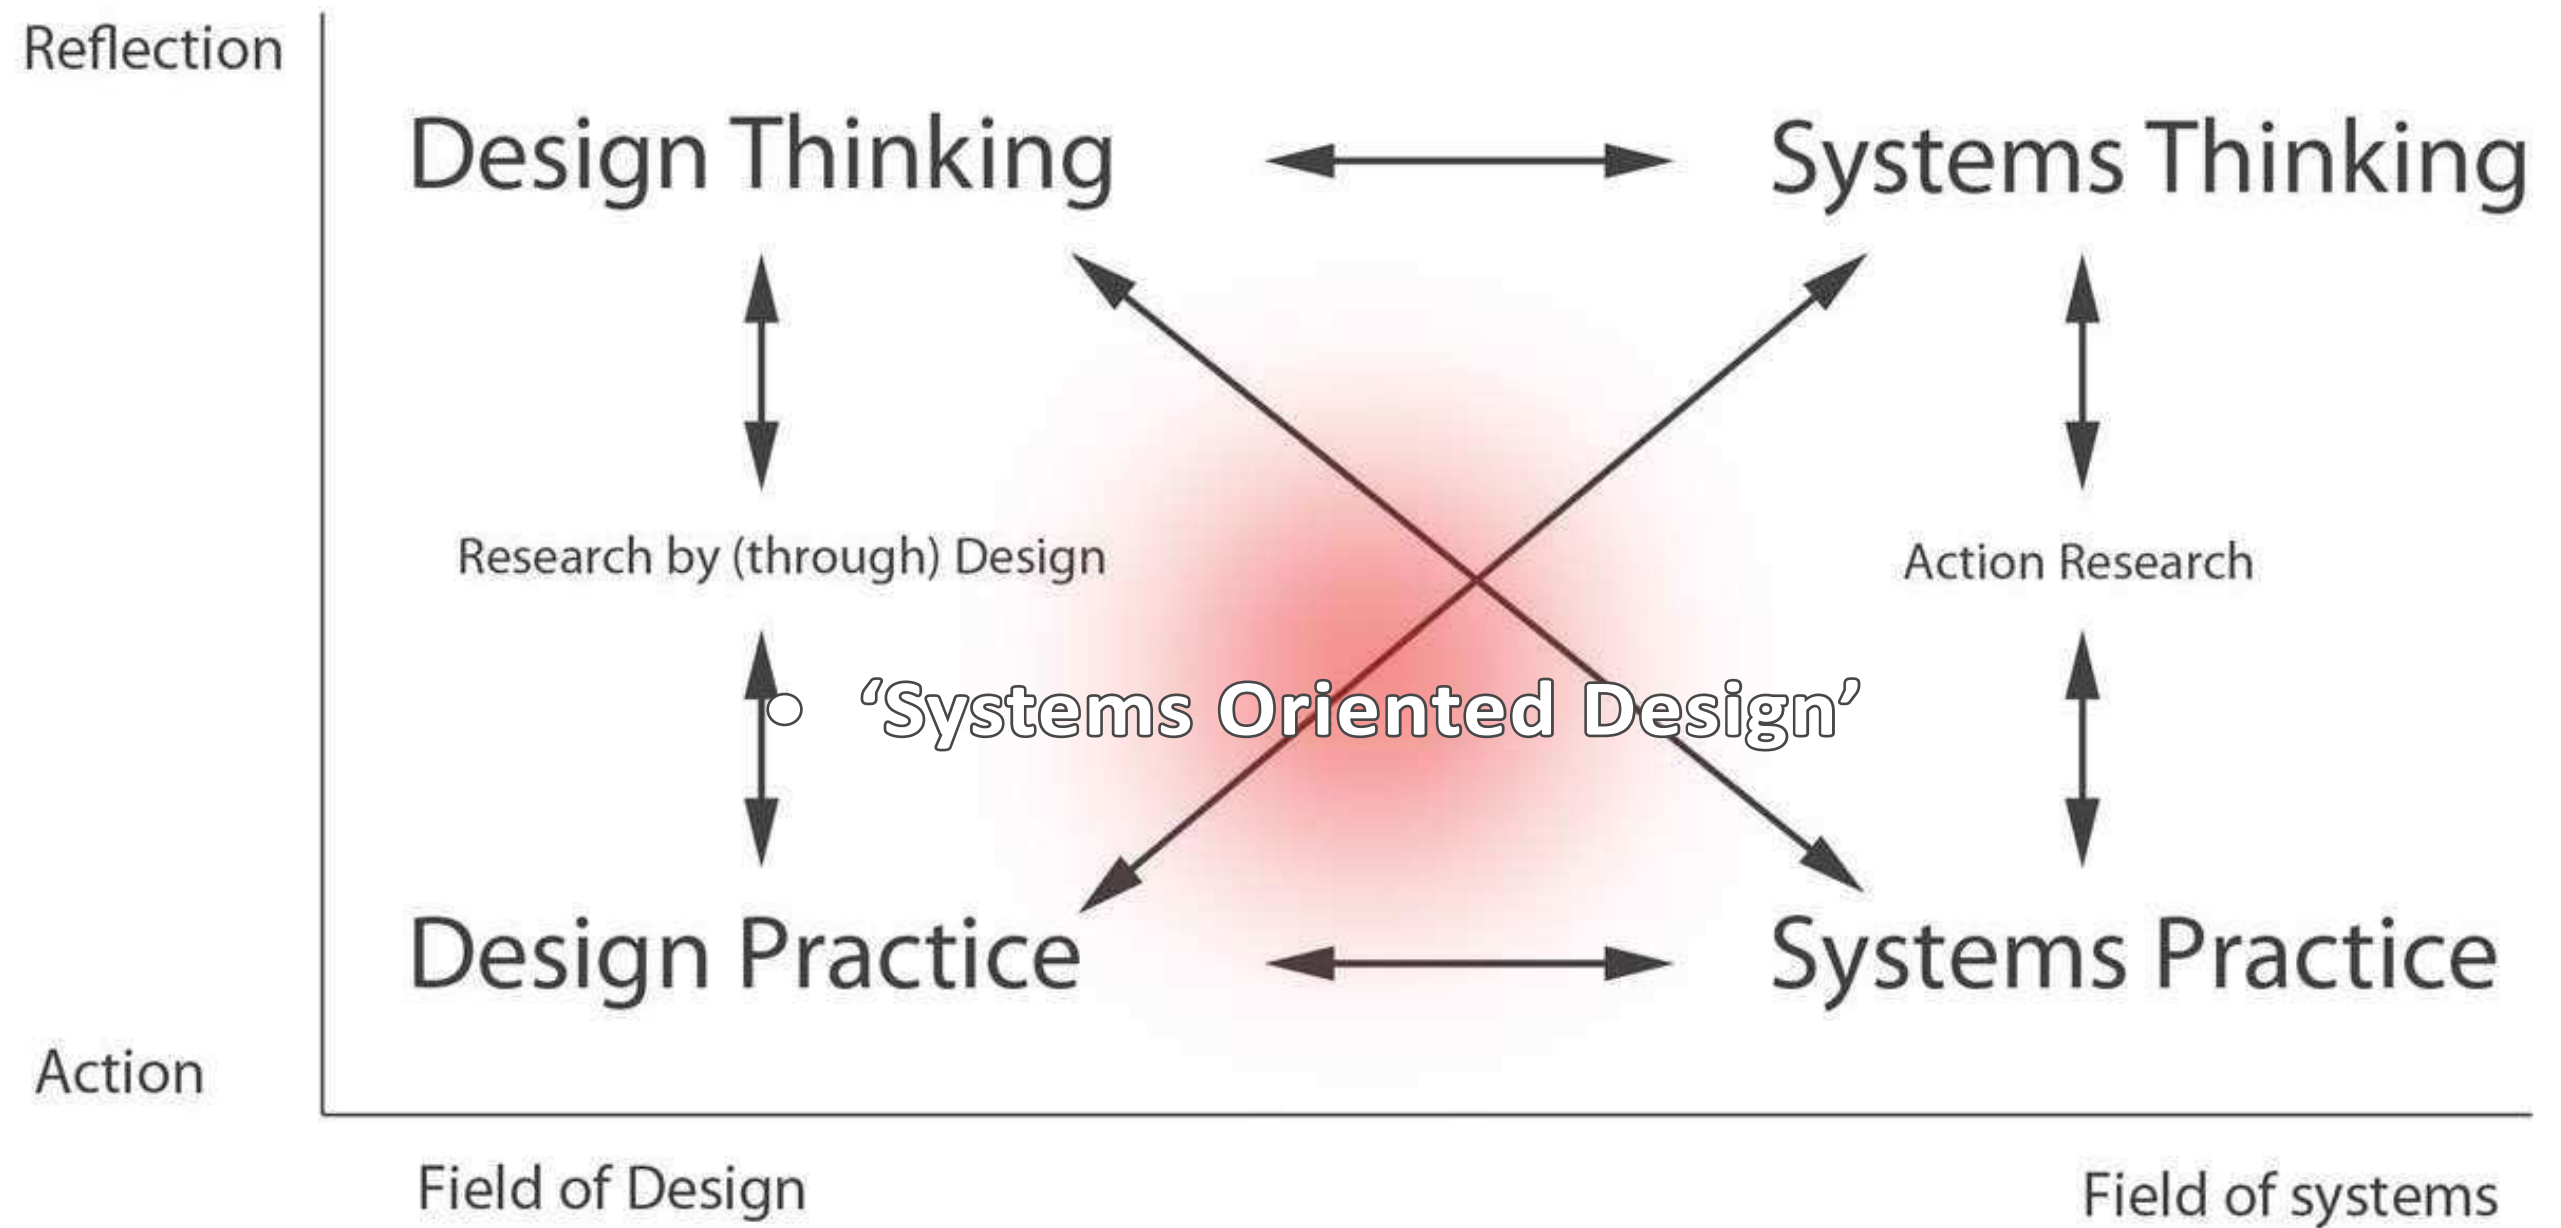 Reflection
Design Thinking
Systems Thinking
Research by (through) Design
Action Research
• ‘Systems Oriented Design’
Design Practice
Systems Practice
Action
Field of Design
Field of systems